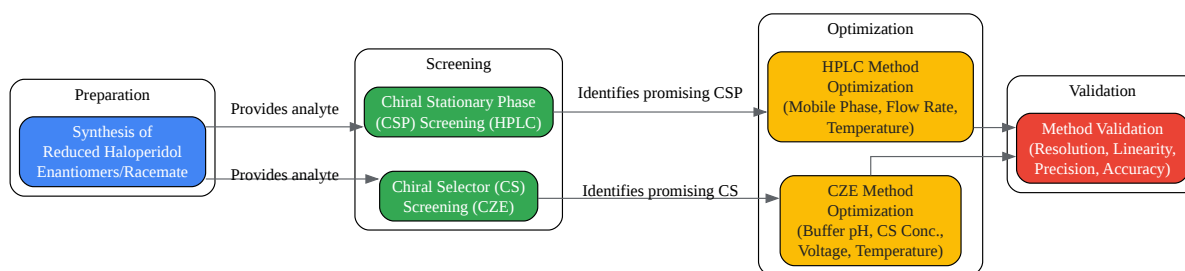 Preparation
Synthesis of
Reduced Haloperidol
Enantiomers/Racemate
Provides analyte
Provides analyte
Screening
Chiral Stationary Phase
(CSP) Screening (HPLC)
Chiral Selector (CS)
Screening (CZE)
Identifies promising CSP
Identifies promising CS
Optimization
HPLC Method
Optimization
(Mobile Phase, Flow Rate,
Temperature)
CZE Method
Optimization
(Buffer pH, CS Conc.,
Voltage, Temperature)
Validation
Method Validation
(Resolution, Linearity,
Precision, Accuracy)